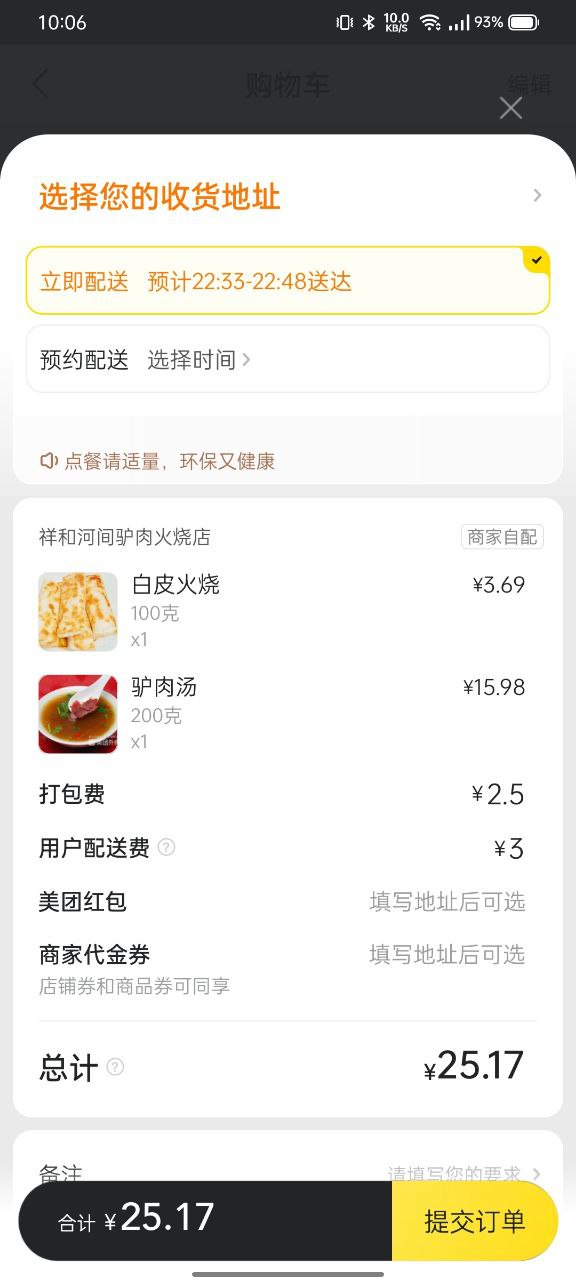 10:06
10.0
KB/S
93%
购物车
编辑
选择您的收货地址
立即配送 预计22:33-22:48送达
预约配送 选择时间
点餐请适量，环保又健康
祥和河间驴肉火烧店
商家自配
白皮火烧
¥3.69
100克
x1
驴肉汤
¥15.98
200克
x1
打包费
¥2.5
用户配送费 ?
¥3
美团红包
填写地址后可选
商家代金券
填写地址后可选
店铺券和商品券可同享
总计 ?
¥25.17
备注
请填写您的要求
合计 ¥25.17
提交订单